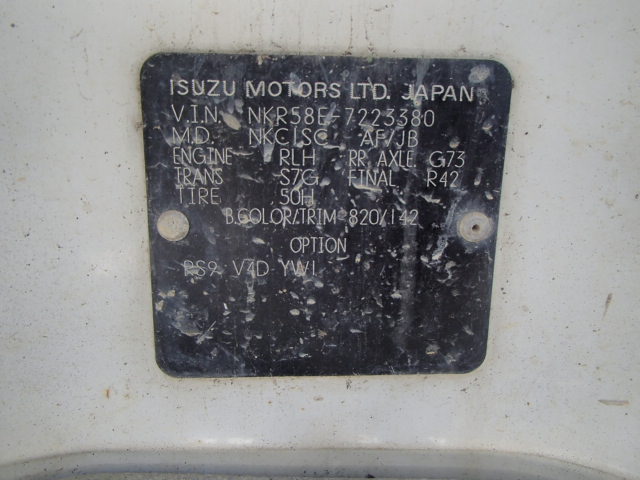 ISUZU MOTORS LTD. JAPAN
V.I.N. NKR58E-7223380
M.D. NKC1SC AF/JB
ENGINE RLH RR. AXLE. G73
TRANS S7G FINAL R42
TIRE 50H
B.COLOR/TRIM 820/142
OPTION
RS9 V4D YW1